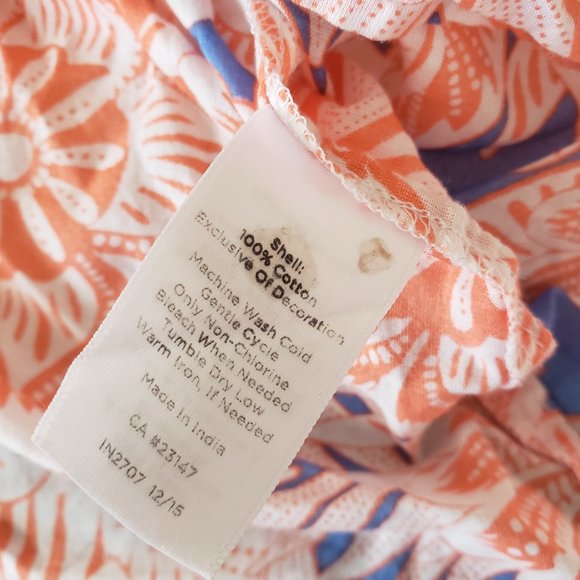 Shell:
100% Cotton
Exclusive Of Decoration
Machine Wash Cold
Gentle Cycle
Only Non-Chlorine
Bleach When Needed
Tumble Dry Low
Warm Iron, If Needed
Made In India
CA #23147
IN2707 12/15